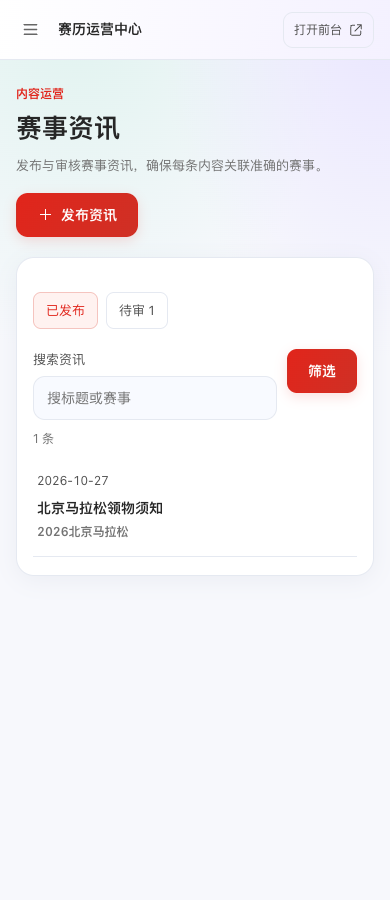 赛历运营中心
打开前台
内容运营
赛事资讯
发布与审核赛事资讯，确保每条内容关联准确的赛事。
发布资讯
已发布
待审 1
搜索资讯
搜标题或赛事
筛选
1 条
2026-10-27
北京马拉松领物须知
2026北京马拉松